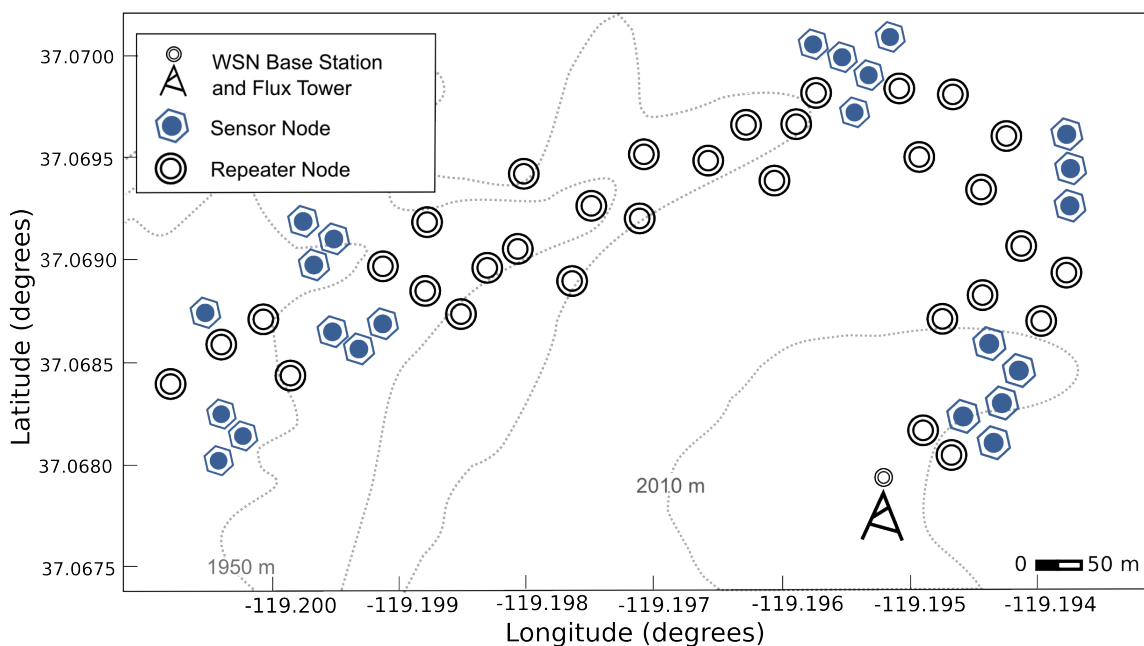 37.0700
37.0695
37.0690
37.0685
37.0680
37.0675
Latitude (degrees)
WSN Base Station
and Flux Tower
Sensor Node
Repeater Node
2010 m
1950 m
0 50 m
-119.200 -119.199 -119.198 -119.197 -119.196 -119.195 -119.194
Longitude (degrees)